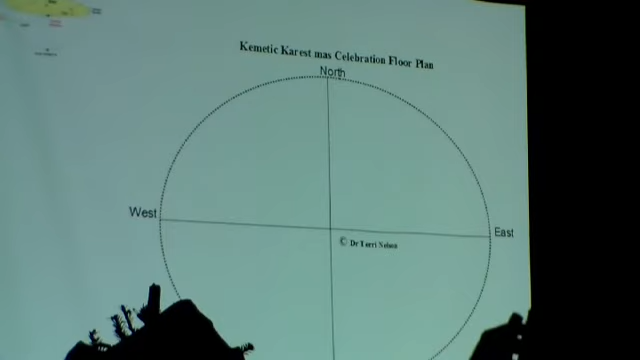 Kemetic Karest mas Celebration Floor Plan
North
West
East
© Dr Terri Nelson